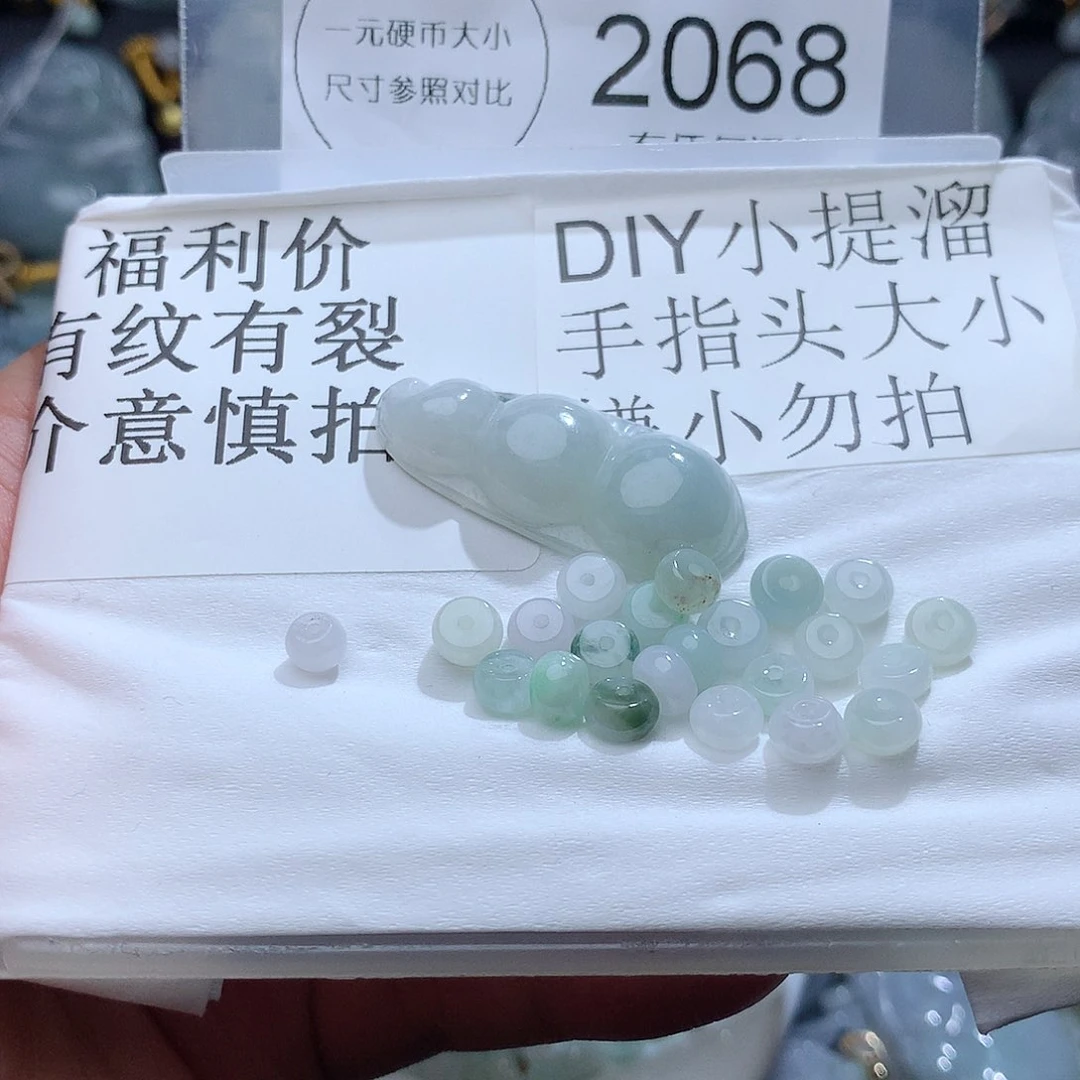 一元硬币大小
尺寸参照对比
2068
福利价
有纹有裂
介意慎拍
DIY小提溜
手指头大小
嫌小勿拍